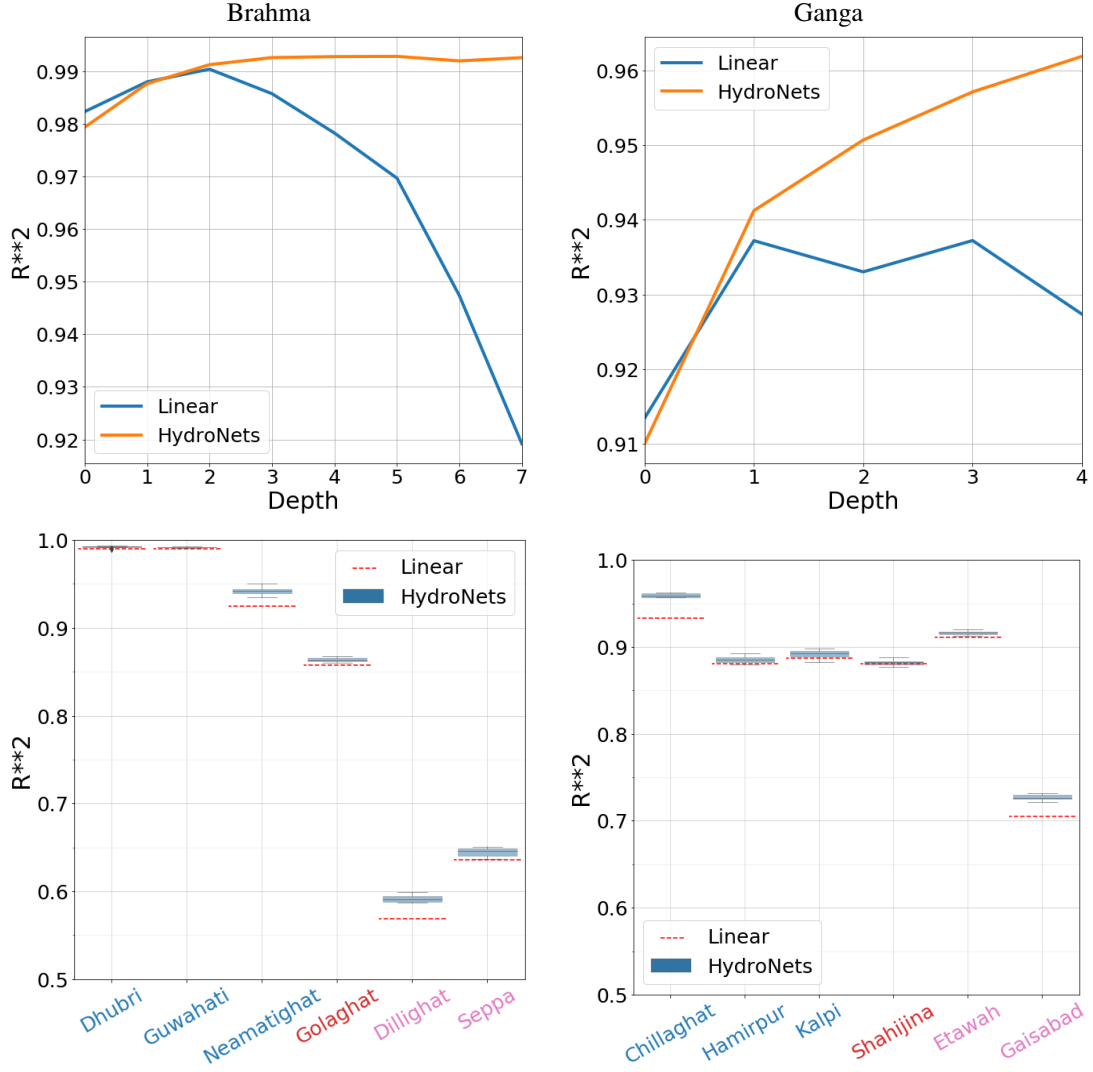 Brahma
0.99
0.98
0.97
0.96
0.95
0.94
0.93
0.92
R**2
Linear
HydroNets
0 1 2 3 4 5 6 7
Depth
Ganga
0.96
0.95
0.94
0.93
0.92
0.91
R**2
Linear
HydroNets
0 1 2 3 4
Depth
1.0
0.9
0.8
0.7
0.6
0.5
R**2
Linear
HydroNets
Dhubri
Guwahati
Neamatighat
Golaghat
Dillighat
Seppa
1.0
0.9
0.8
0.7
0.6
0.5
R**2
Linear
HydroNets
Chillaghat
Hamirpur
Kalpi
Shahijina
Etawah
Gaisabad